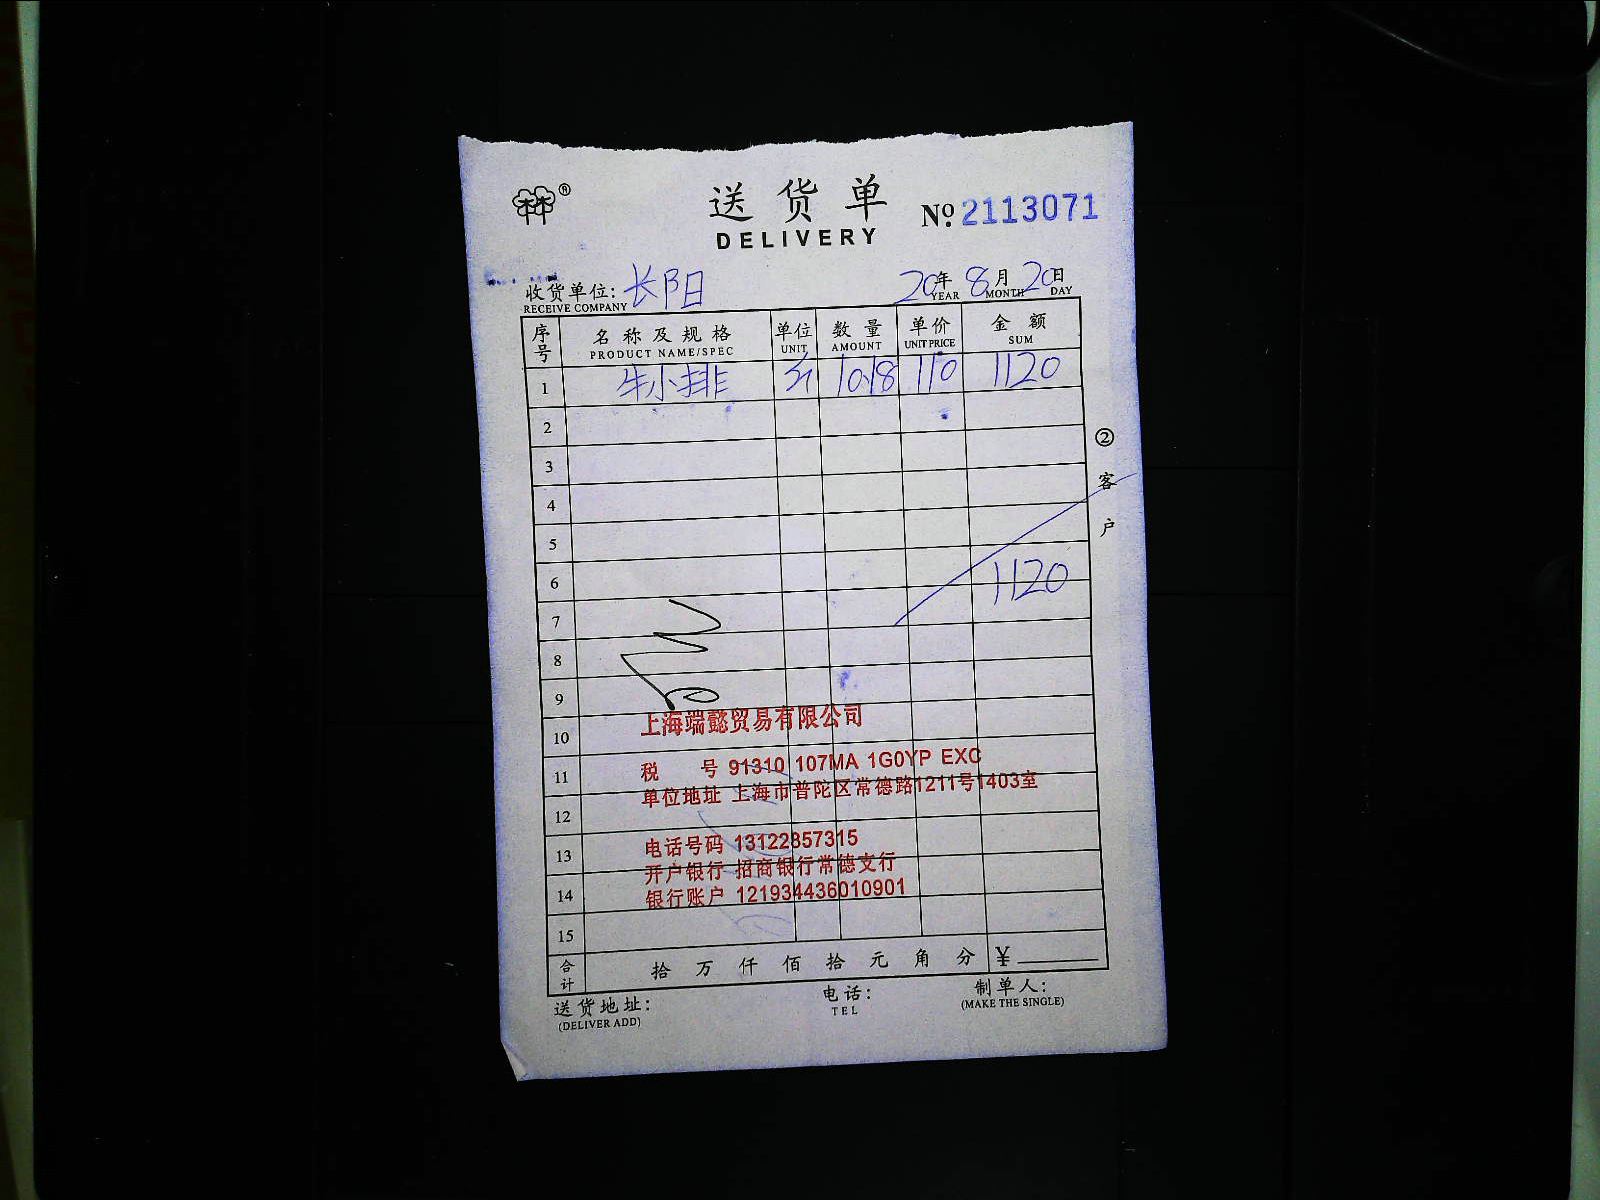 ® 送货单 № 2113071
DELIVERY
收货单位: 长阳 20年 8月 20日
RECEIVE COMPANY YEAR MONTH DAY
序号 名称及规格 单位 数量 单价 金额
PRODUCT NAME/SPEC UNIT AMOUNT UNIT PRICE SUM
1 牛小排 斤 10.18 110 1120
2
3
4
5
6 1120
7
8
9
10
上海端懿贸易有限公司
11 税号 91310 107MA 1G0YP EXC
单位地址 上海市普陀区常德路1211号1403室
12
13 电话号码 13122857315
开户银行 招商银行常德支行
14 银行账户 121934436010901
15
合计 拾万仟佰拾元角分 ¥
送货地址: 电话: 制单人:
(DELIVER ADD) TEL (MAKE THE SINGLE)
② 客户